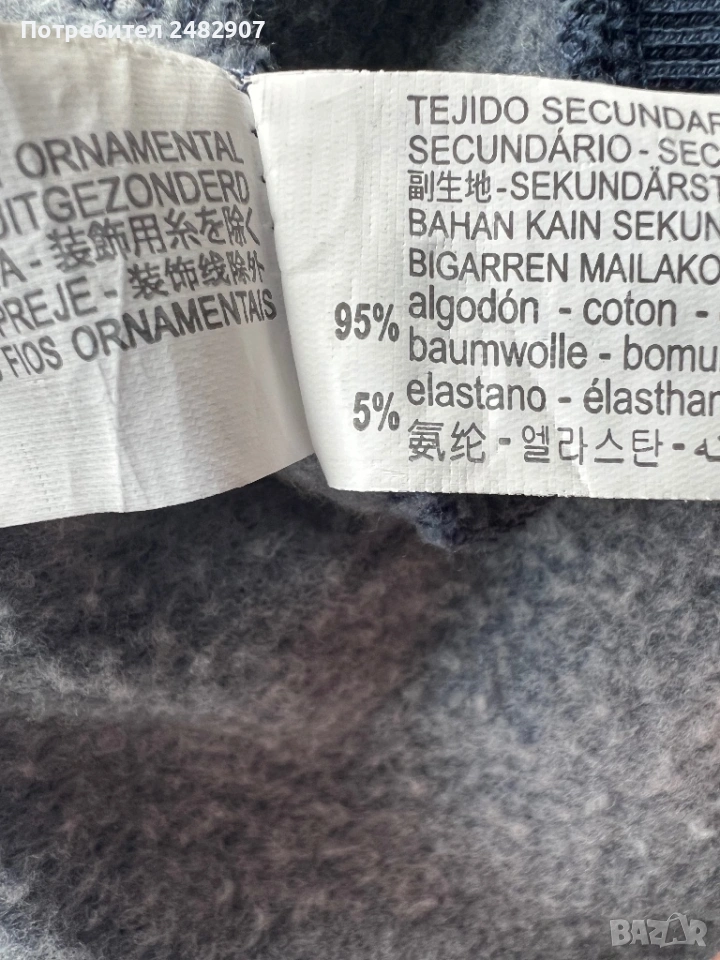 Потребител 2482907
ORNAMENTAL
UITGEZONDERD
A - 装飾用糸を除く
PREJE - 装饰线除外
FIOS ORNAMENTAIS
TEJIDO SECUNDAR
SECUNDÁRIO - SEC
副生地 - SEKUNDÄRST
BAHAN KAIN SEKUN
BIGARREN MAILAKO
95% algodón - coton -
baumwolle - bomu
5% elastano - élasthan
氨纶 - 엘라스탄 -
BAZAR